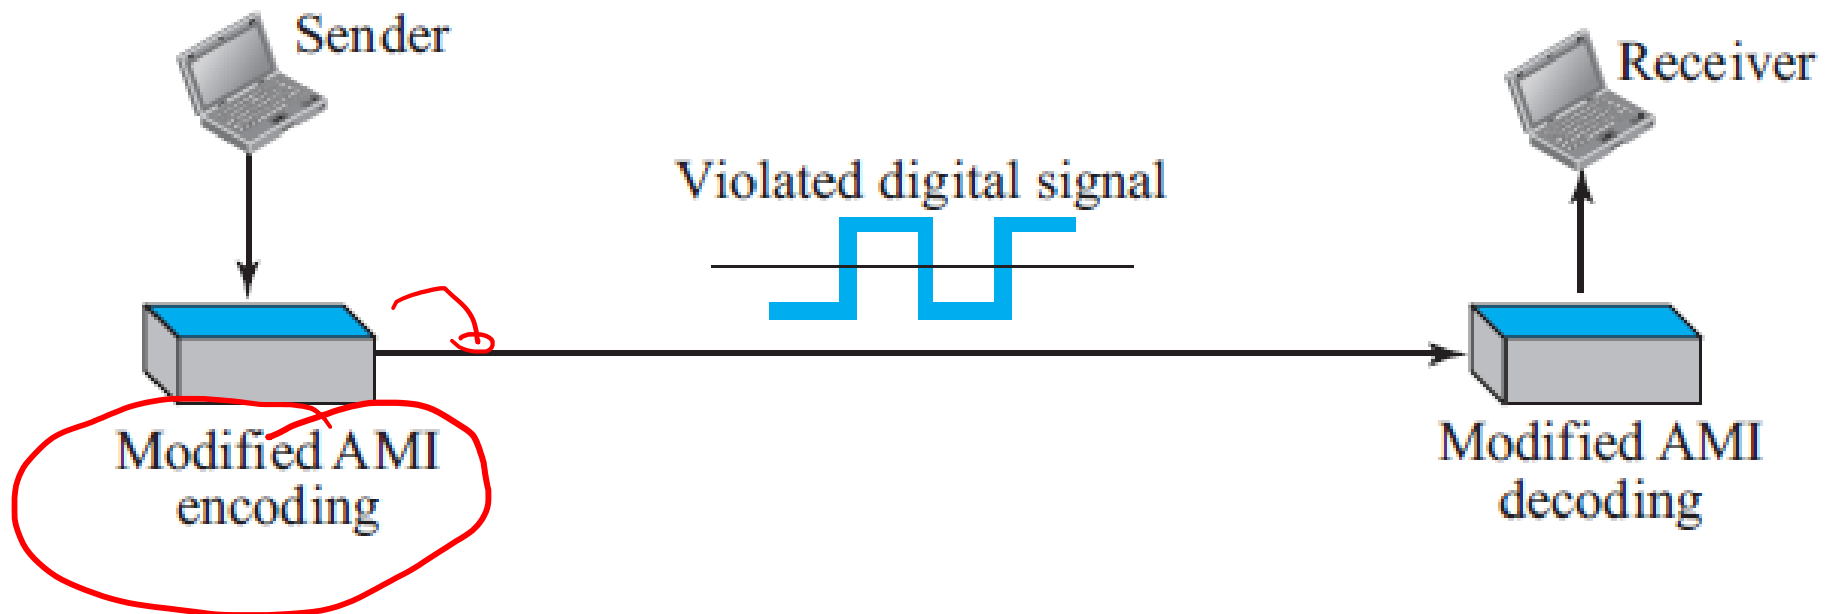 Sender
Receiver
Violated digital signal
Modified AMI
encoding
Modified AMI
decoding